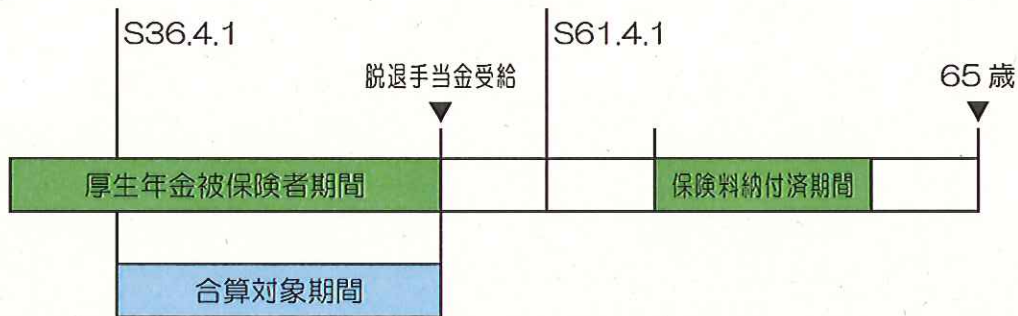 S36.4.1
S61.4.1
脱退手当金受給
65歳
厚生年金被保険者期間
保険料納付済期間
合算対象期間